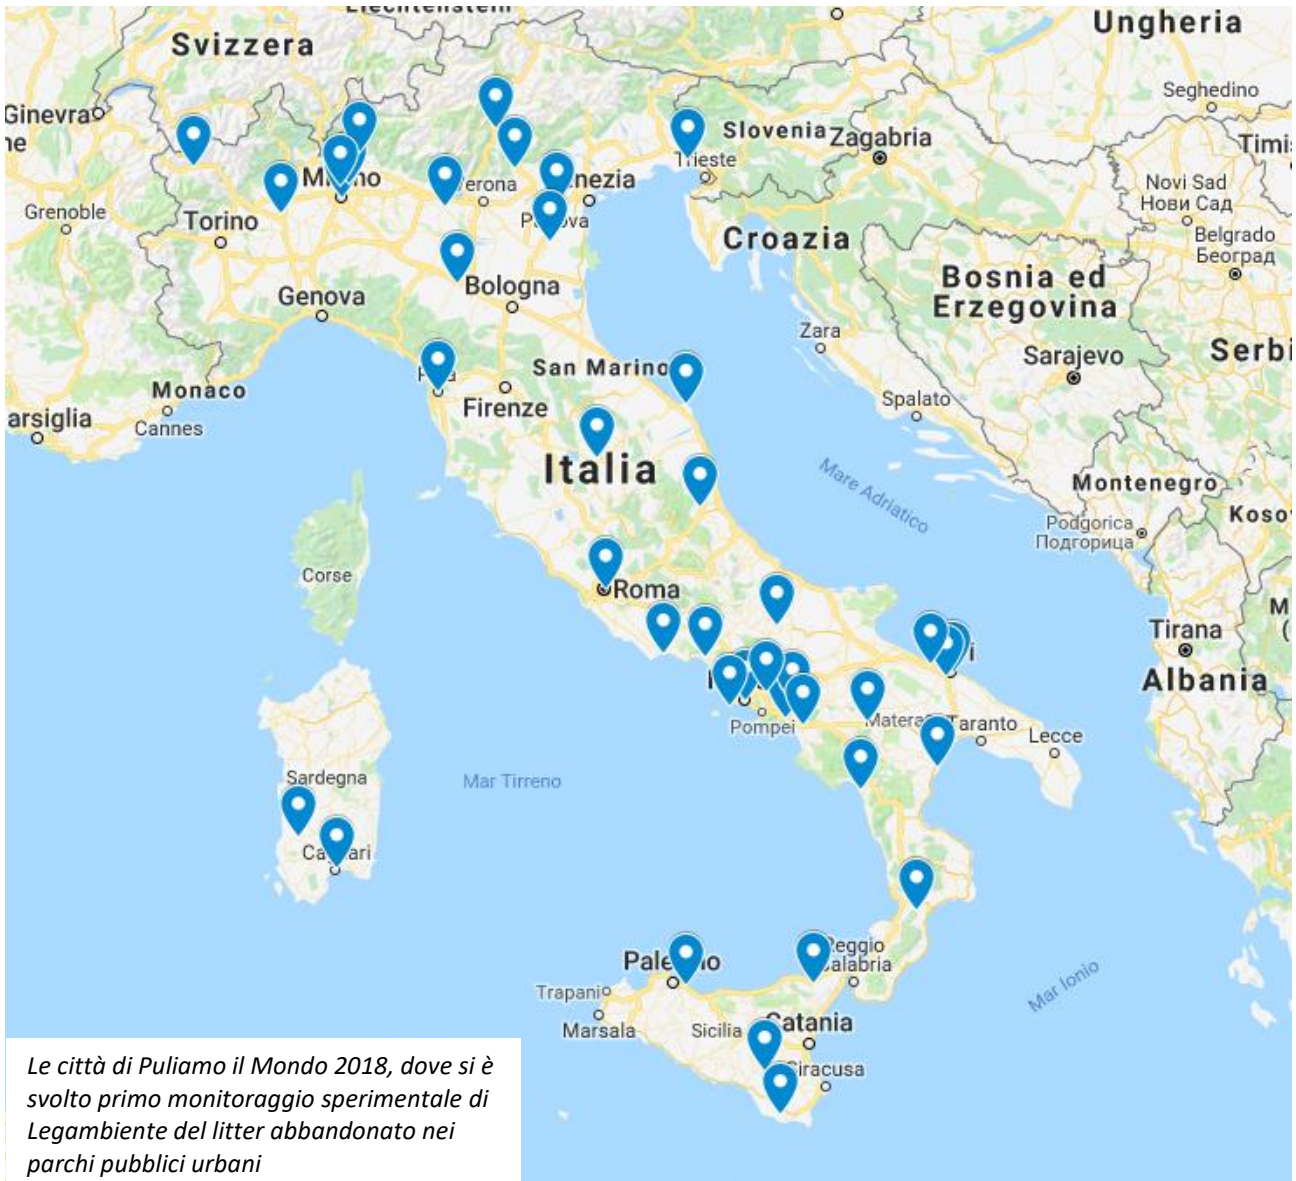 Liechtenstein
Svizzera
Ungheria
Seghedino
Ginevra
Slovenia
Zagabria
Trieste
Novi Sad
Нови Сад
Grenoble
Torino
Verona
Croazia
Belgrado
Београд
Bosnia ed
Erzegovina
Genova
Bologna
Zara
Sarajevo
San Marino
Monaco
Cannes
Firenze
Spalato
Italia
Mare Adriatico
Montenegro
Podgorica
Подгорица
Corse
Roma
Tirana
Albania
Pompei
Matera
Taranto
Lecce
Sardegna
Mar Tirreno
Reggio
Calabria
Trapani
Marsala
Sicilia
Catania
Siracusa
Mar Ionio
Le città di Puliamo il Mondo 2018, dove si è
svolto primo monitoraggio sperimentale di
Legambiente del litter abbandonato nei
parchi pubblici urbani